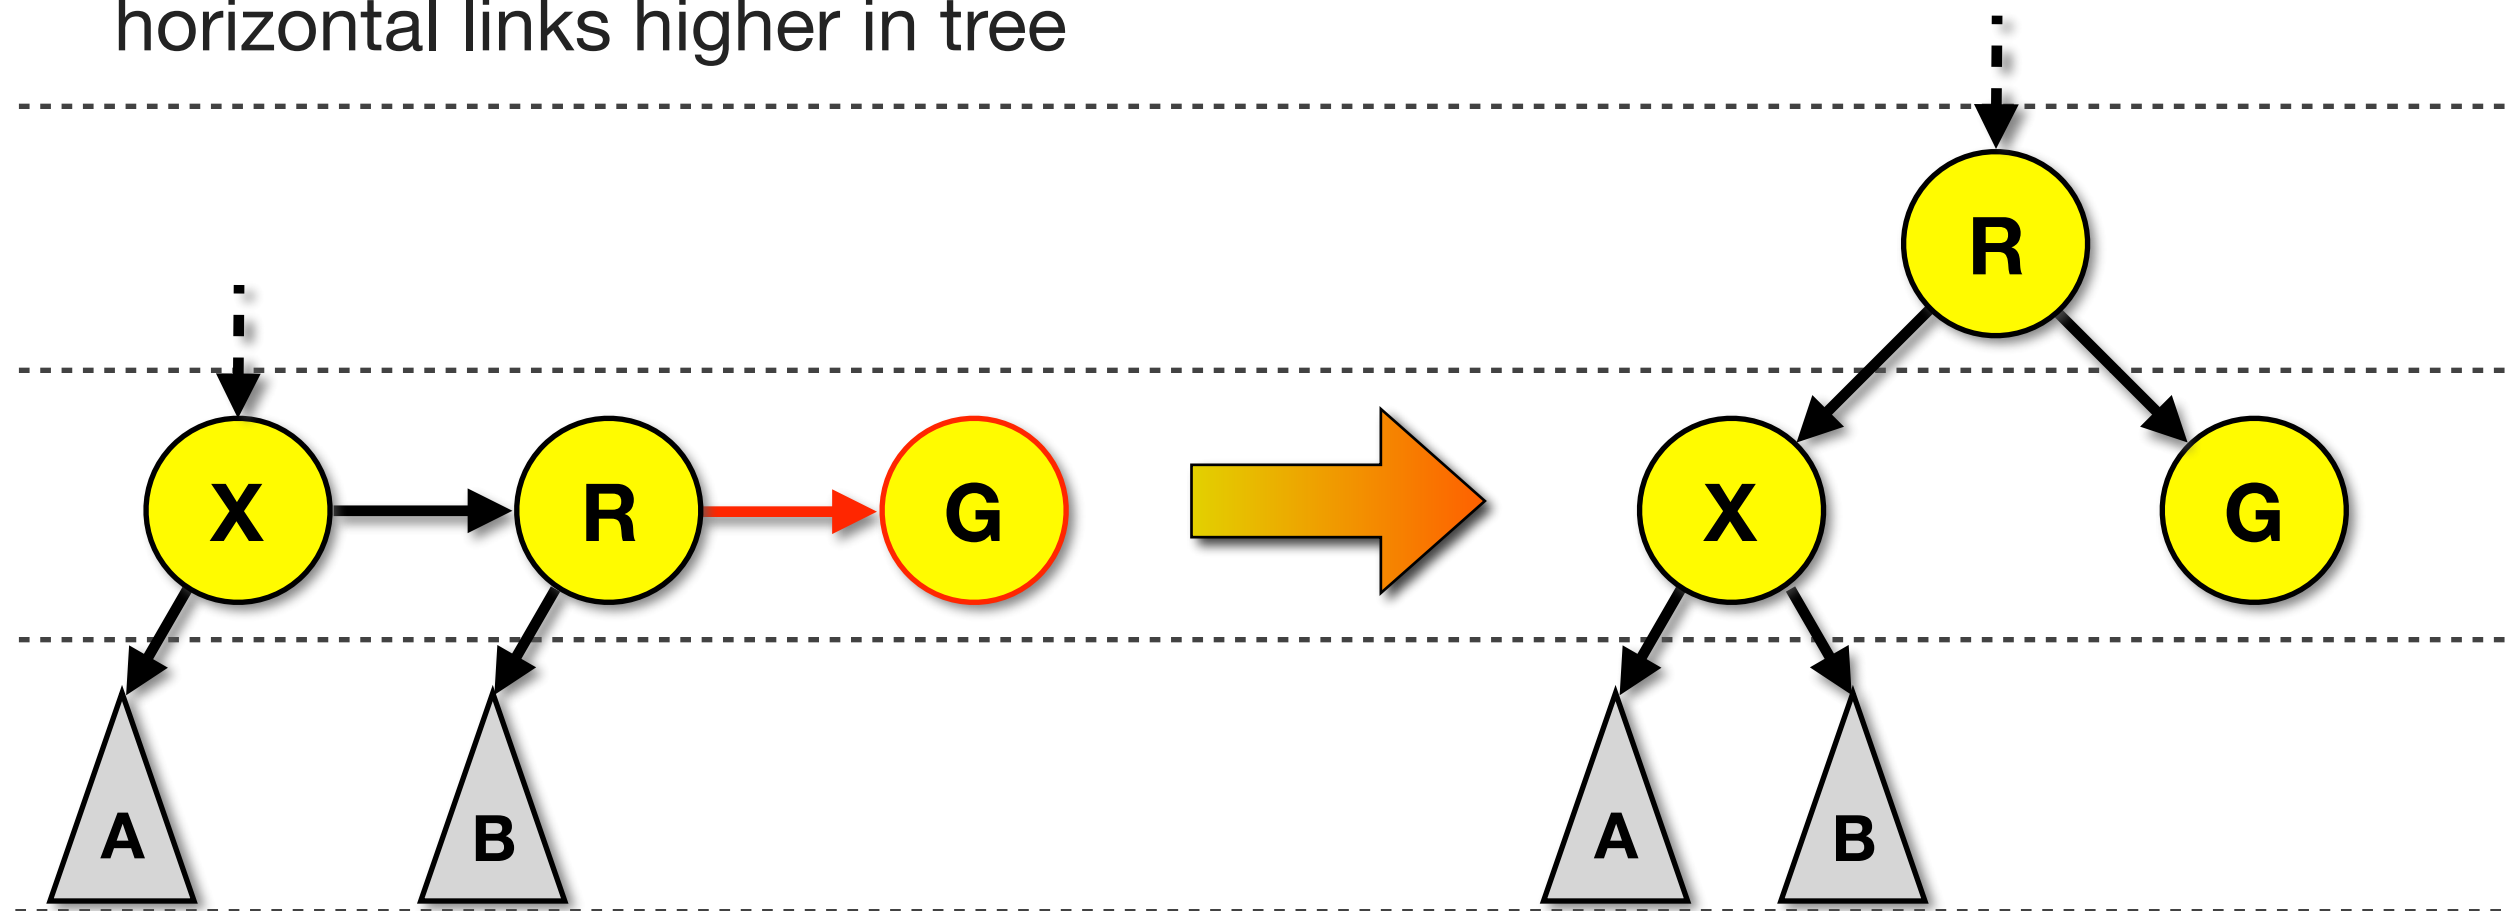 horizontal links higher in tree
R
X R G X G
A B A B